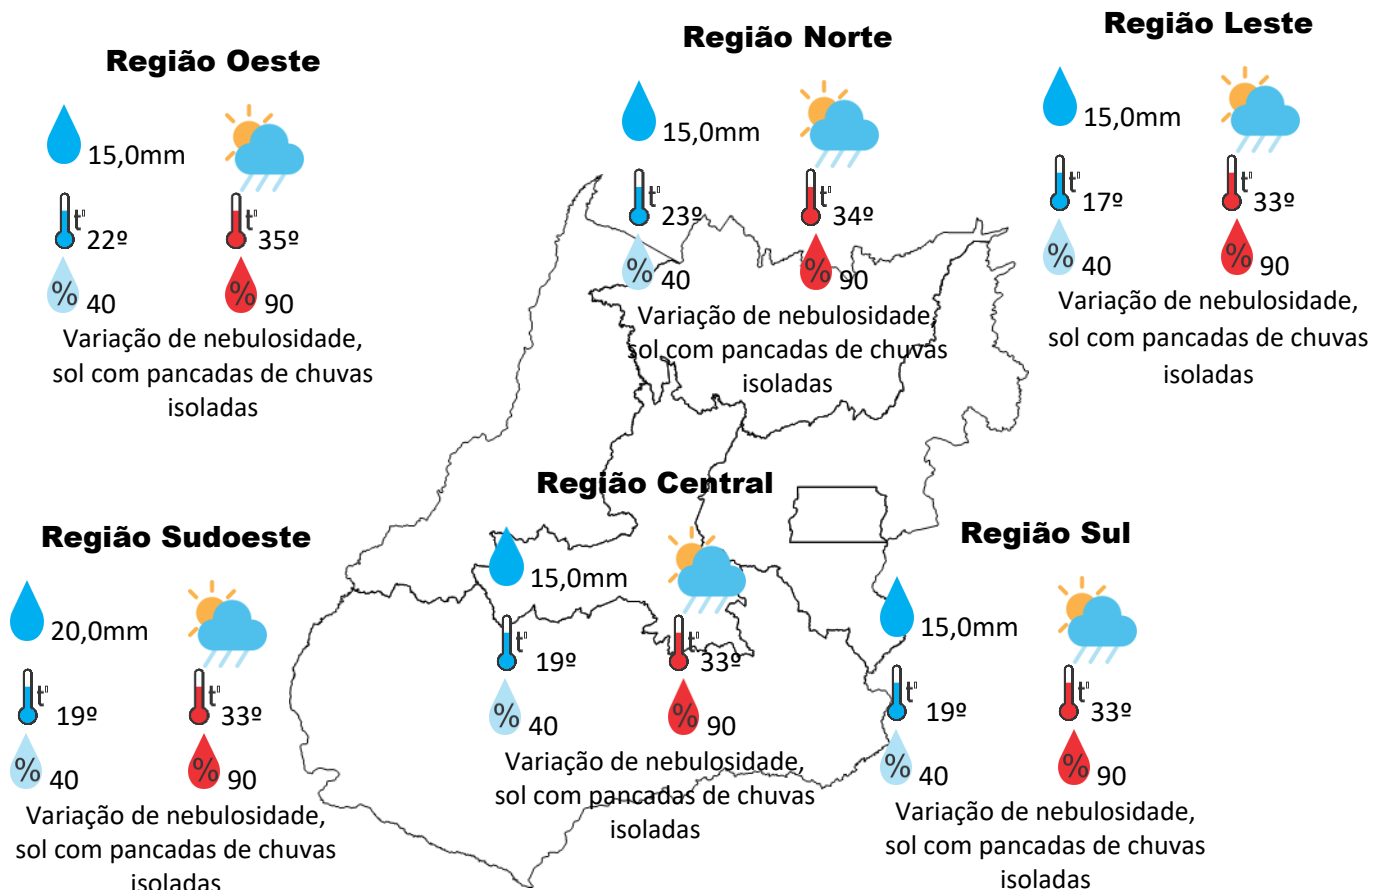 Região Oeste
15,0mm
t°
22º
t°
35º
%
40
%
90
Variação de nebulosidade,
sol com pancadas de chuvas
isoladas
Região Norte
15,0mm
t°
23º
t°
34º
%
40
%
90
Variação de nebulosidade,
sol com pancadas de chuvas
isoladas
Região Leste
15,0mm
t°
17º
t°
33º
%
40
%
90
Variação de nebulosidade,
sol com pancadas de chuvas
isoladas
Região Sudoeste
20,0mm
t°
19º
t°
33º
%
40
%
90
Variação de nebulosidade,
sol com pancadas de chuvas
isoladas
Região Central
15,0mm
t°
19º
t°
33º
%
40
%
90
Variação de nebulosidade,
sol com pancadas de chuvas
isoladas
Região Sul
15,0mm
t°
19º
t°
33º
%
40
%
90
Variação de nebulosidade,
sol com pancadas de chuvas
isoladas